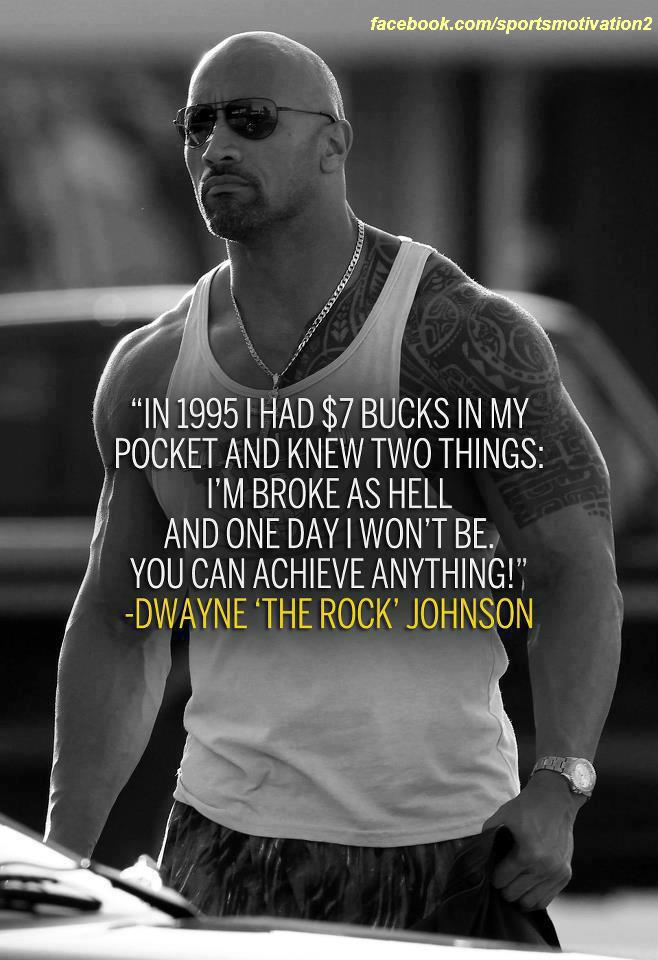 facebook.com/sportsmotivation2
“IN 1995 I HAD $7 BUCKS IN MY
POCKET AND KNEW TWO THINGS:
I’M BROKE AS HELL
AND ONE DAY I WON’T BE.
YOU CAN ACHIEVE ANYTHING!”
-DWAYNE ‘THE ROCK’ JOHNSON